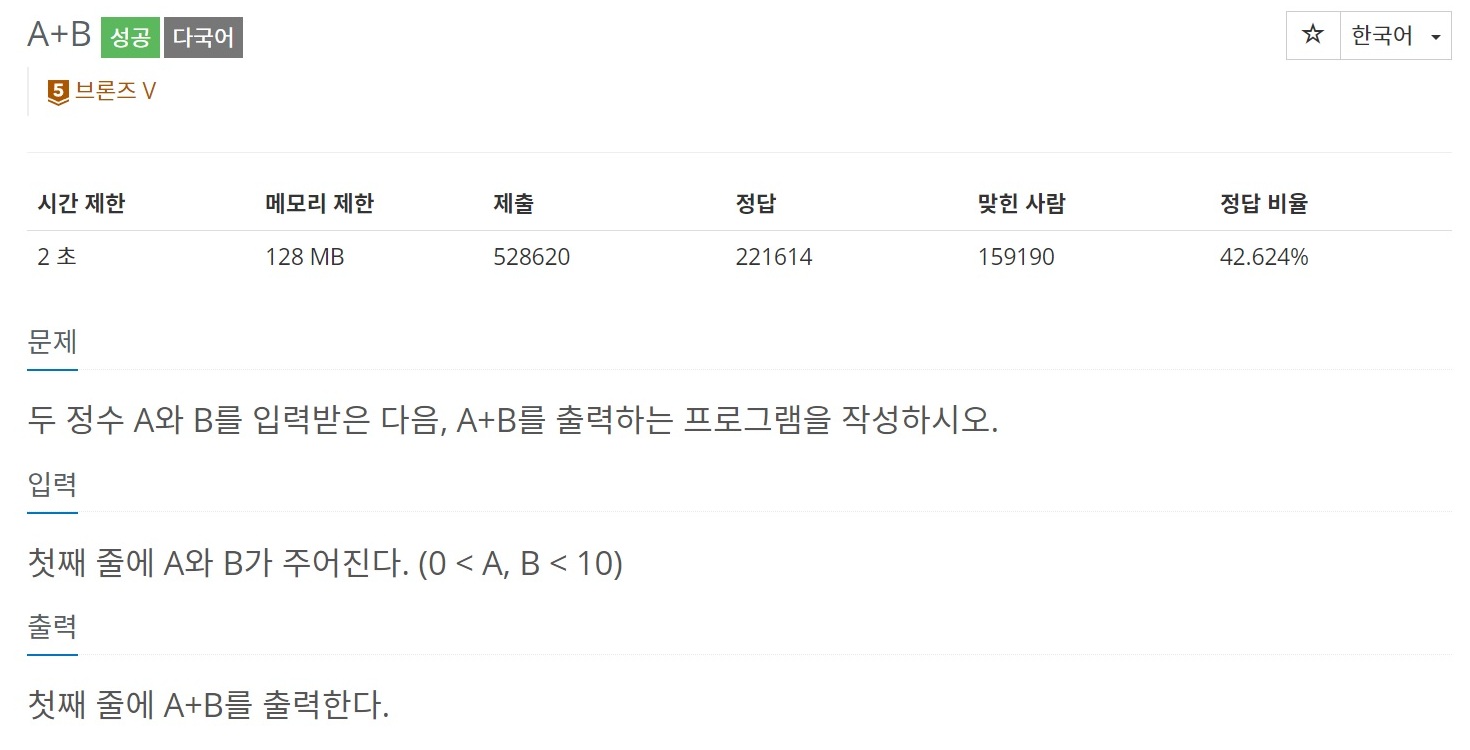 A+B 성공 다국어 ☆ 한국어
5 브론즈 V
시간 제한 메모리 제한 제출 정답 맞힌 사람 정답 비율
2 초 128 MB 528620 221614 159190 42.624%
문제
두 정수 A와 B를 입력받은 다음, A+B를 출력하는 프로그램을 작성하시오.
입력
첫째 줄에 A와 B가 주어진다. (0 < A, B < 10)
출력
첫째 줄에 A+B를 출력한다.